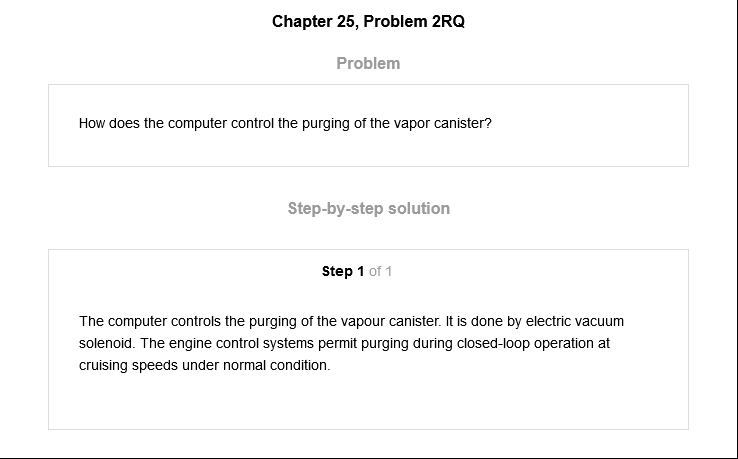 Chapter 25, Problem 2RQ
Problem
How does the computer control the purging of the vapor canister?
Step-by-step solution
Step 1 of 1
The computer controls the purging of the vapour canister. It is done by electric vacuum
solenoid. The engine control systems permit purging during closed-loop operation at
cruising speeds under normal condition.